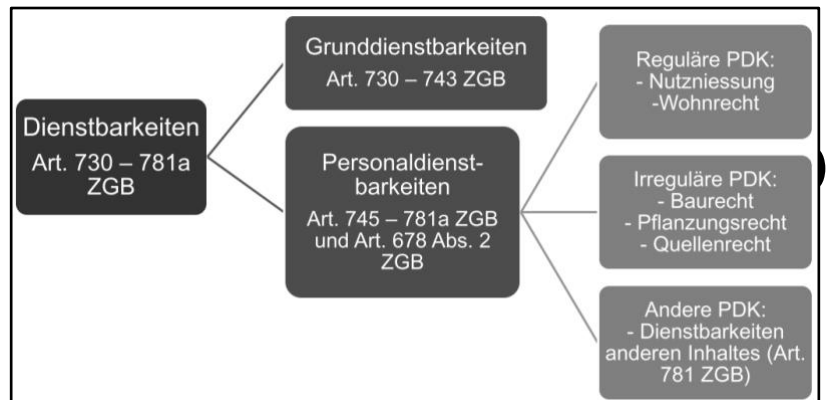 Dienstbarkeiten
Art. 730 – 781a
ZGB
Grunddienstbarkeiten
Art. 730 – 743 ZGB
Personaldienst-
barkeiten
Art. 745 – 781a ZGB
und Art. 678 Abs. 2
ZGB
Reguläre PDK:
- Nutzniessung
-Wohnrecht
Irreguläre PDK:
- Baurecht
- Pflanzungsrecht
- Quellenrecht
Andere PDK:
- Dienstbarkeiten
anderen Inhaltes (Art.
781 ZGB)